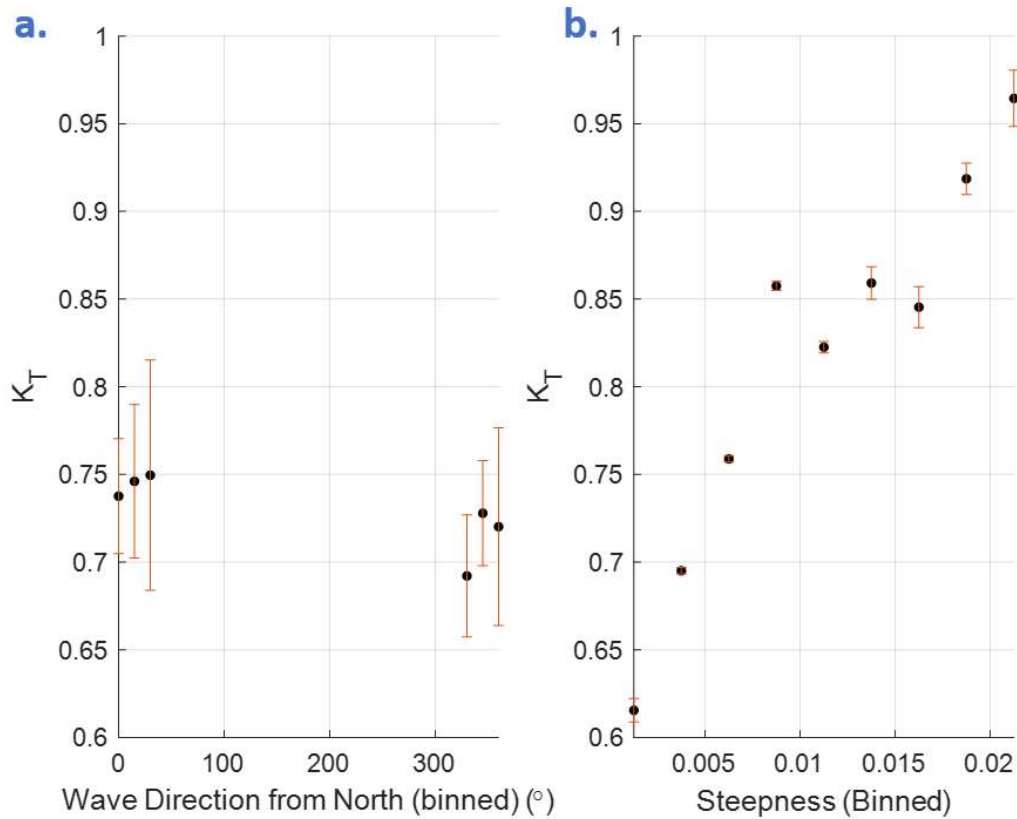 a.
1
0.95
0.9
0.85
0.8
0.75
0.7
0.65
0.6
K_T
0 100 200 300
Wave Direction from North (binned) (°)
b.
1
0.95
0.9
0.85
0.8
0.75
0.7
0.65
0.6
K_T
0.005 0.01 0.015 0.02
Steepness (Binned)